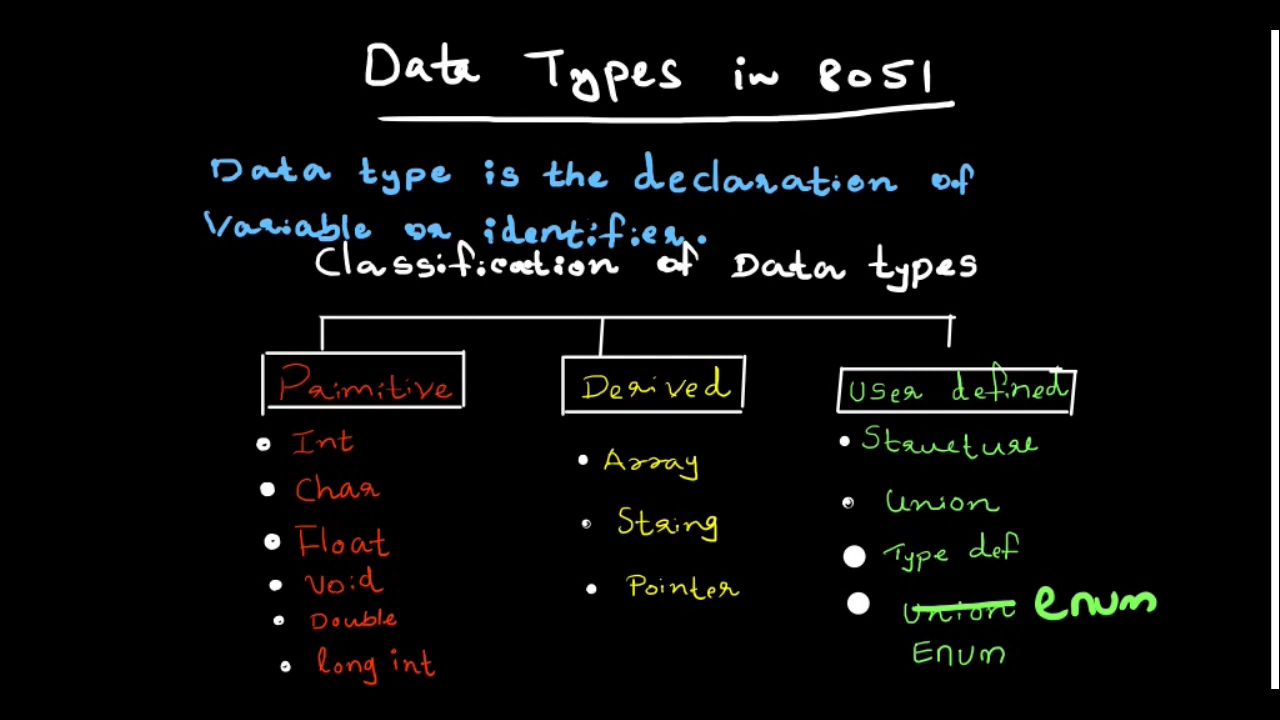 Data Types in 8051
Data type is the declaration of
Variable or identifier.
Classification of Data types
Primitive
Derived
User defined
• Int
• Char
• Float
• Void
• Double
• long int
• Array
• String
• Pointer
• Structure
• Union
• Type def
• Union enum
Enum